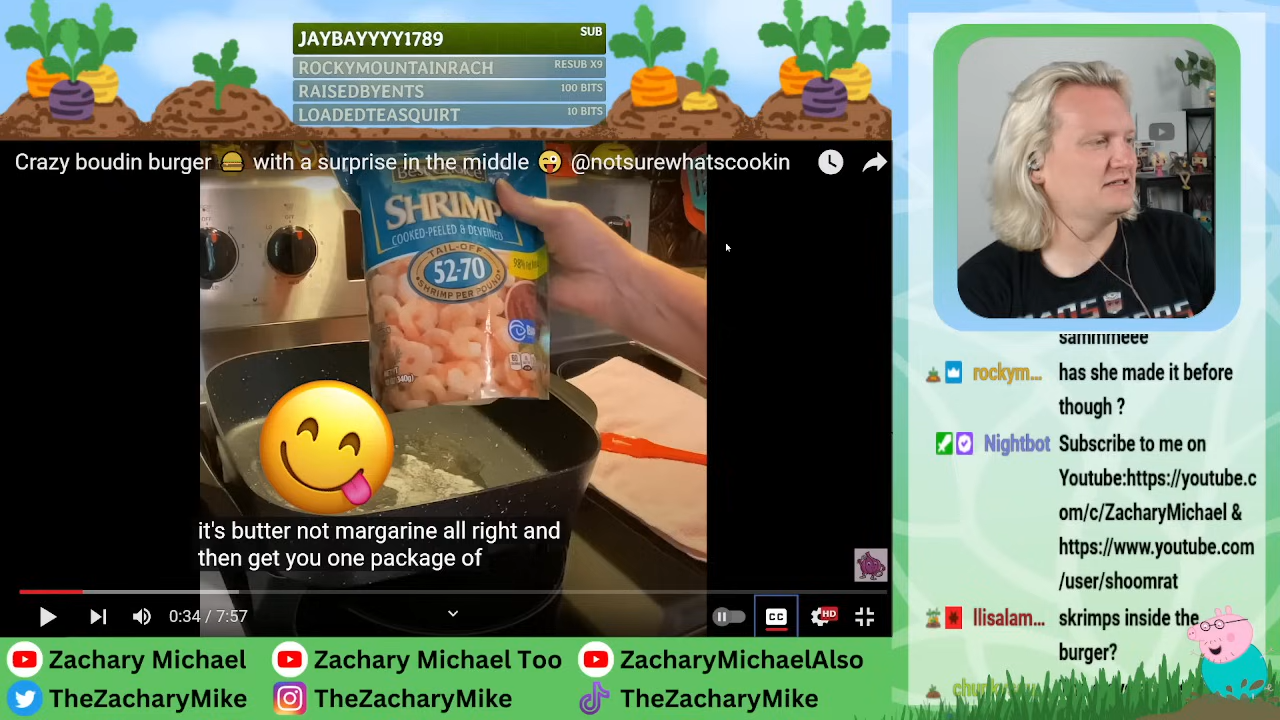 JAYBAYYYY1789 SUB
ROCKYMOUNTAINRACH RESUB X9
RAISEDBYENTS 100 BITS
LOADEDTEASQUIRT 10 BITS
Crazy boudin burger 🍔 with a surprise in the middle 😜 @notsurewhatscookin
SHRIMP
COOKED-PEELED & DEVEINED
TAIL-OFF
52-70
SHRIMP PER POUND
it's butter not margarine all right and
then get you one package of
0:34 / 7:57
CC
HD
sammmeee
rockym... has she made it before
though ?
Nightbot Subscribe to me on
Youtube:https://youtube.c
om/c/ZacharyMichael &
https://www.youtube.com
/user/shoomrat
llisalam... skrimps inside the
burger?
Zachary Michael
Zachary Michael Too
ZacharyMichaelAlso
TheZacharyMike
TheZacharyMike
TheZacharyMike